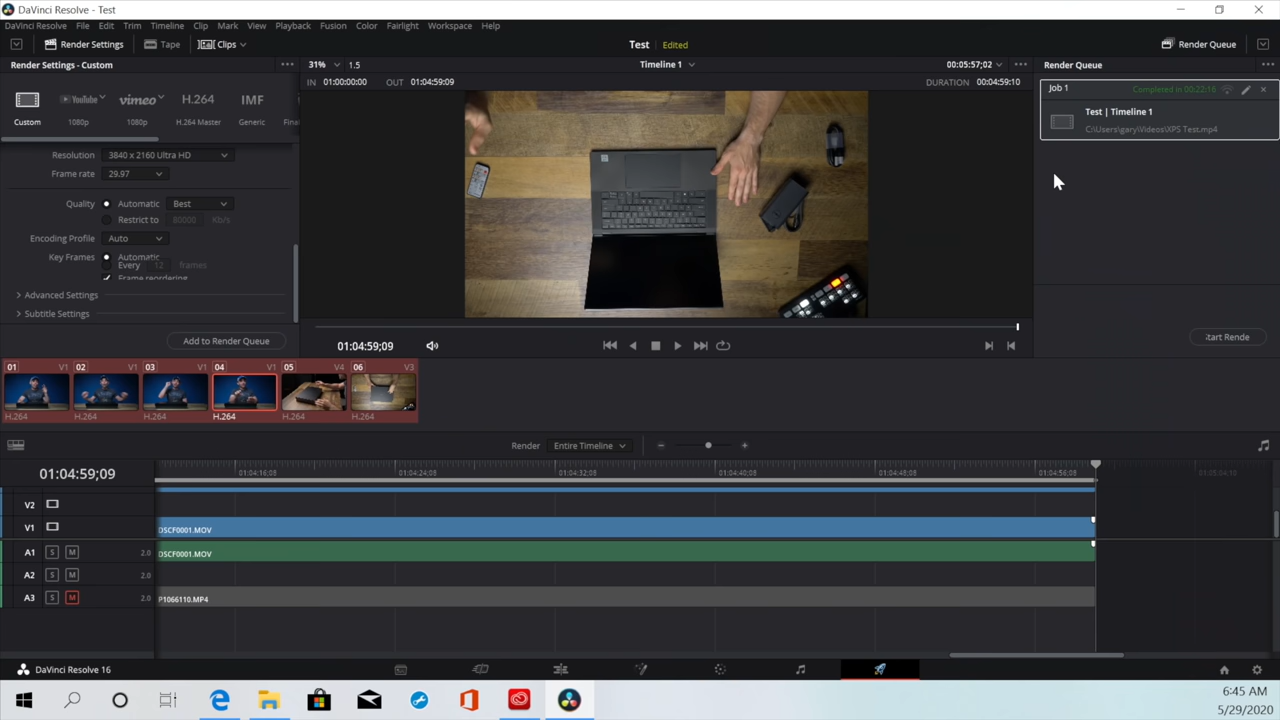 DaVinci Resolve - Test
DaVinci Resolve File Edit Trim Timeline Clip Mark View Playback Fusion Color Fairlight Workspace Help
Render Settings Tape Clips Test Edited Render Queue
Render Settings - Custom 31% 1.5 Timeline 1 00:05:57;02 Render Queue
IN 01:00:00:00 OUT 01:04:59:09 DURATION 00:04:59:10
Job 1 Completed in 00:22:16
YouTube vimeo H.264 IMF
Custom 1080p 1080p H.264 Master Generic Fina
Test | Timeline 1
C:\Users\gary\Videos\XPS Test.mp4
Resolution 3840 x 2160 Ultra HD
Frame rate 29.97
Quality Automatic Best
Restrict to 80000 Kb/s
Encoding Profile Auto
Key Frames Automatic
Every 12 frames
Frame reordering
Advanced Settings
Subtitle Settings
Add to Render Queue 01:04:59;09 Start Rende
01 V1 02 V1 03 V1 04 V1 05 V4 06 V3
H.264 H.264 H.264 H.264 H.264 H.264
Render Entire Timeline
01:04:59;09 01:04:16;08 01:04:24;08 01:04:32;08 01:04:40;08 01:04:48;08 01:04:56;08 01:05:04;10
V2
V1 DSCF0001.MOV
A1 S M 2.0 DSCF0001.MOV
A2 S M 2.0
A3 S M 2.0 P1066110.MP4
DaVinci Resolve 16
6:45 AM
5/29/2020